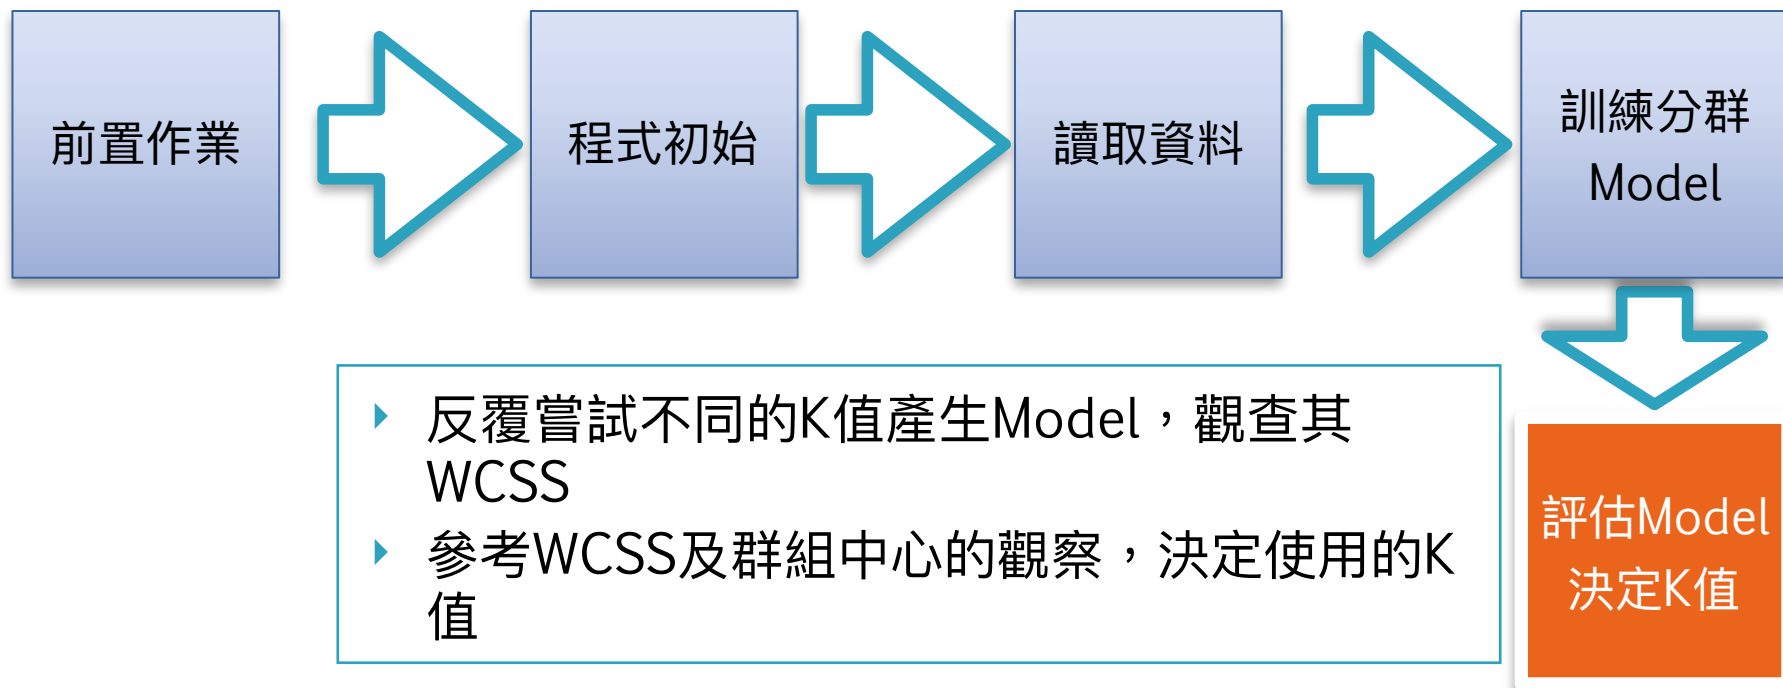 前置作業
程式初始
讀取資料
訓練分群
Model
反覆嘗試不同的K值產生Model，觀查其
WCSS
參考WCSS及群組中心的觀察，決定使用的K
值
評估Model
決定K值